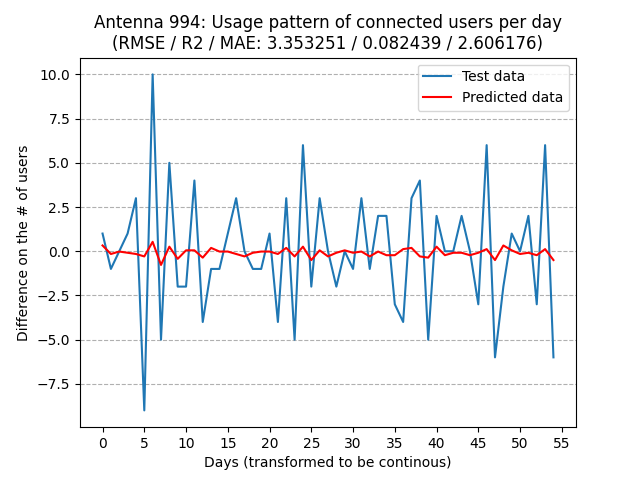 Antenna 994: Usage pattern of connected users per day
(RMSE / R2 / MAE: 3.353251 / 0.082439 / 2.606176)
Test data
Predicted data
Difference on the # of users
10.0
7.5
5.0
2.5
0.0
−2.5
−5.0
−7.5
0 5 10 15 20 25 30 35 40 45 50 55
Days (transformed to be continous)